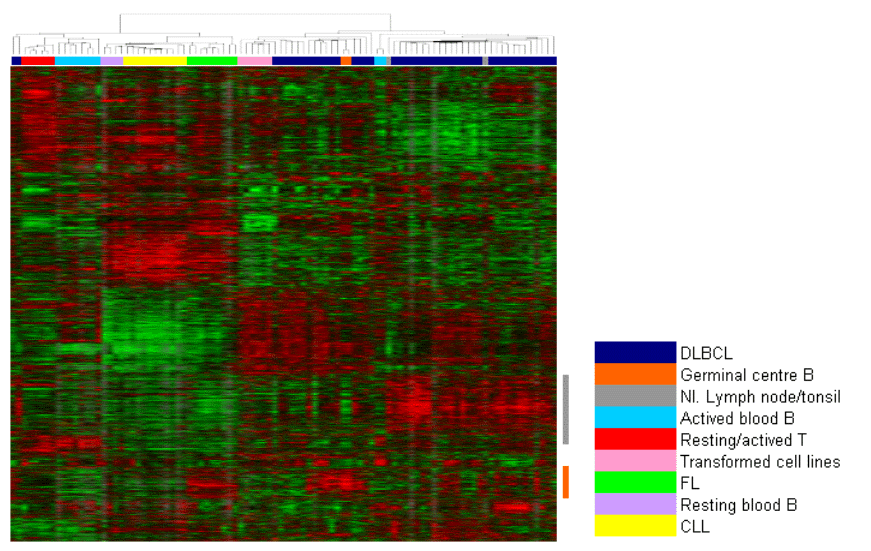 DLBCL
Germinal centre B
Nl. Lymph node/tonsil
Actived blood B
Resting/actived T
Transformed cell lines
FL
Resting blood B
CLL